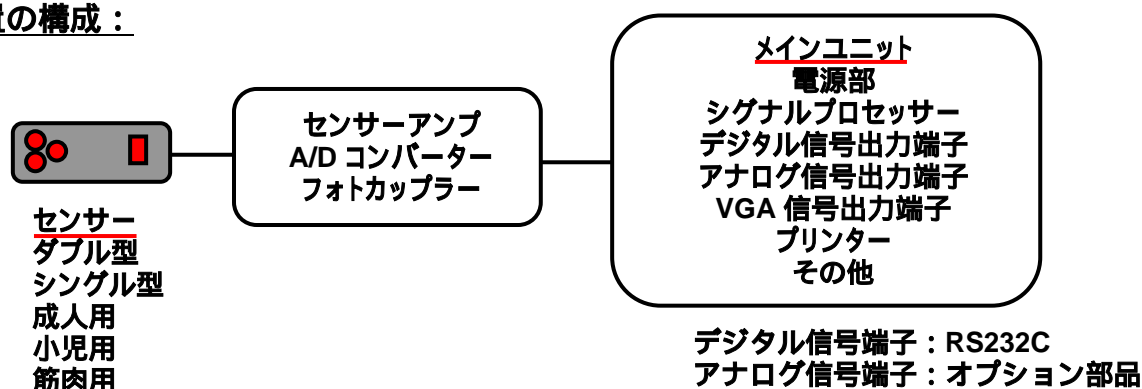 の構成：
センサー
ダブル型
シングル型
成人用
小児用
筋肉用
センサーアンプ
A/D コンバーター
フォトカップラー
メインユニット
電源部
シグナルプロセッサー
デジタル信号出力端子
アナログ信号出力端子
VGA 信号出力端子
プリンター
その他
デジタル信号端子：RS232C
アナログ信号端子：オプション部品